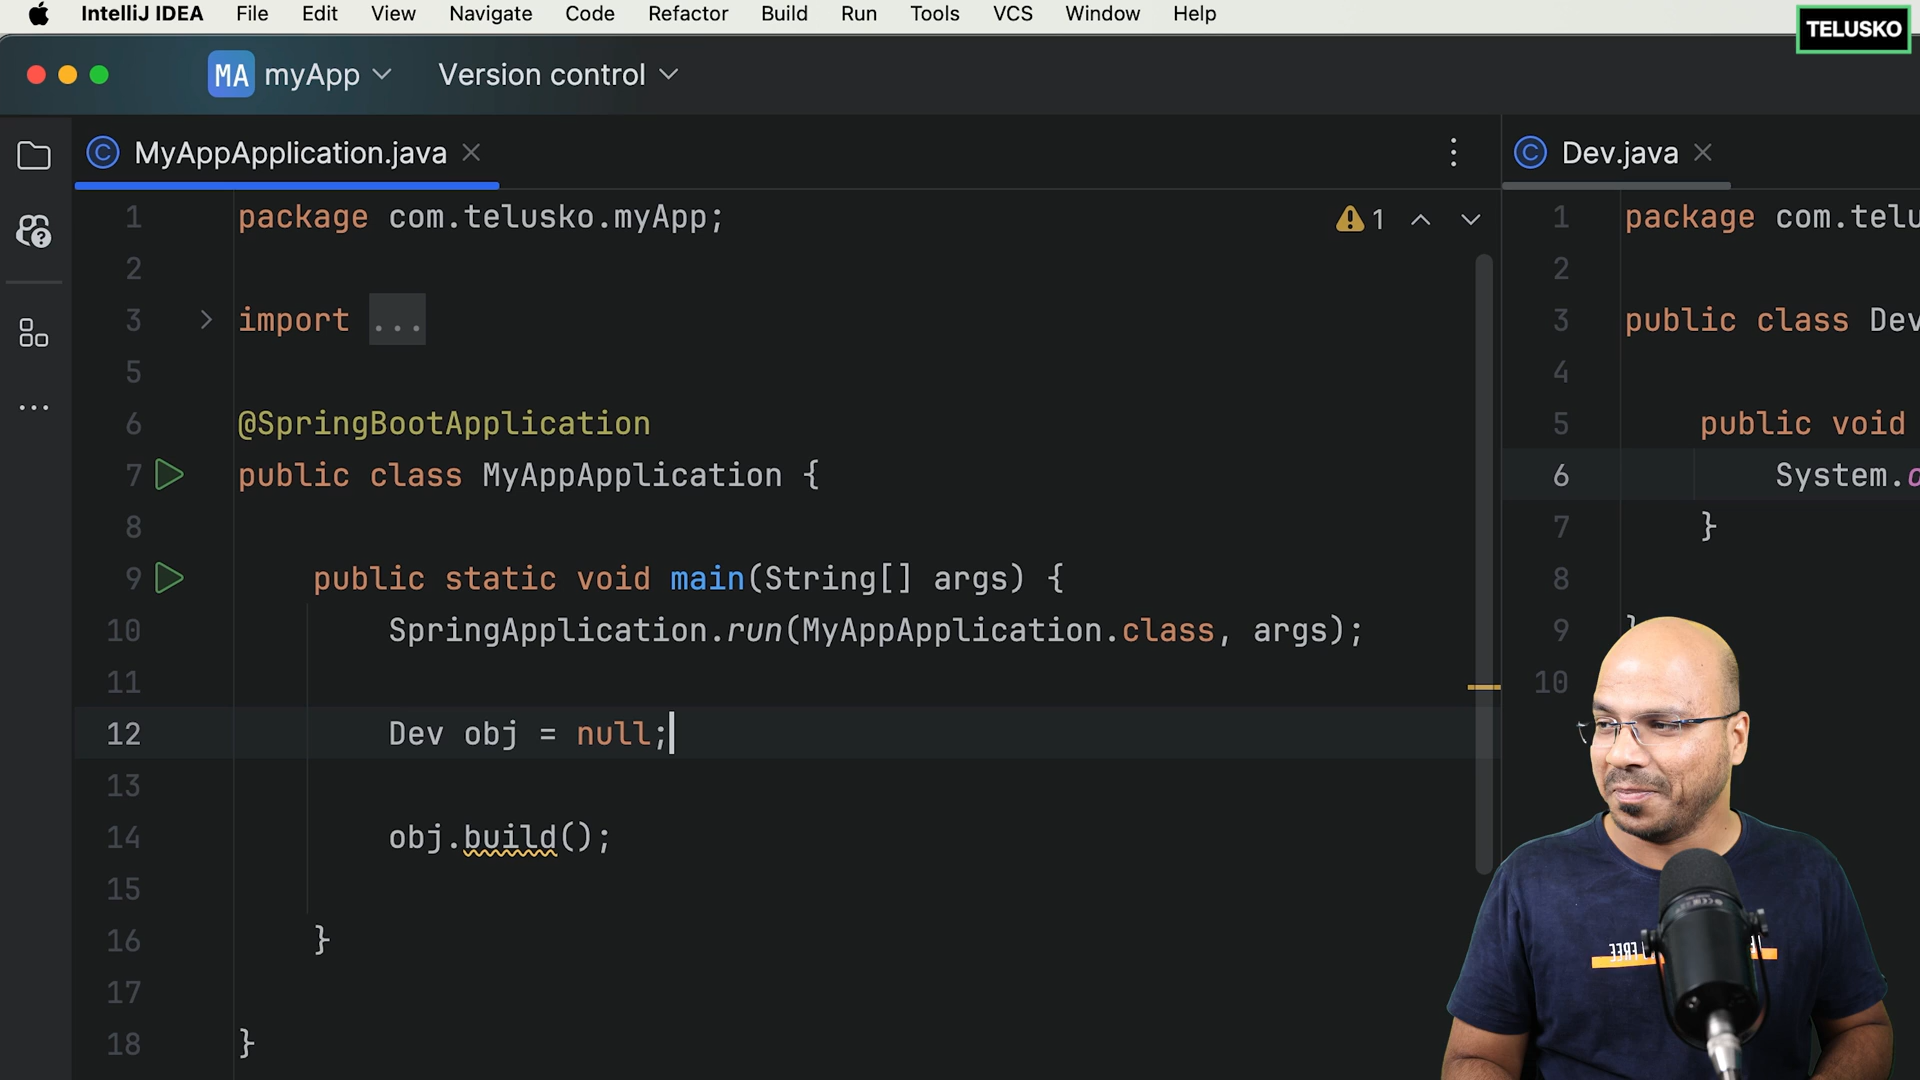 IntelliJ IDEA File Edit View Navigate Code Refactor Build Run Tools VCS Window Help
TELUSKO
MA myApp Version control
MyAppApplication.java
1 package com.telusko.myApp;
2
3 import ...
5
6 @SpringBootApplication
7 public class MyAppApplication {
8
9 public static void main(String[] args) {
10 SpringApplication.run(MyAppApplication.class, args);
11
12 Dev obj = null;
13
14 obj.build();
15
16 }
17
18 }
1
Dev.java
1 package com.telu
2
3 public class Dev
4
5 public void
6 System.o
7 }
8
9 }
10
FREE